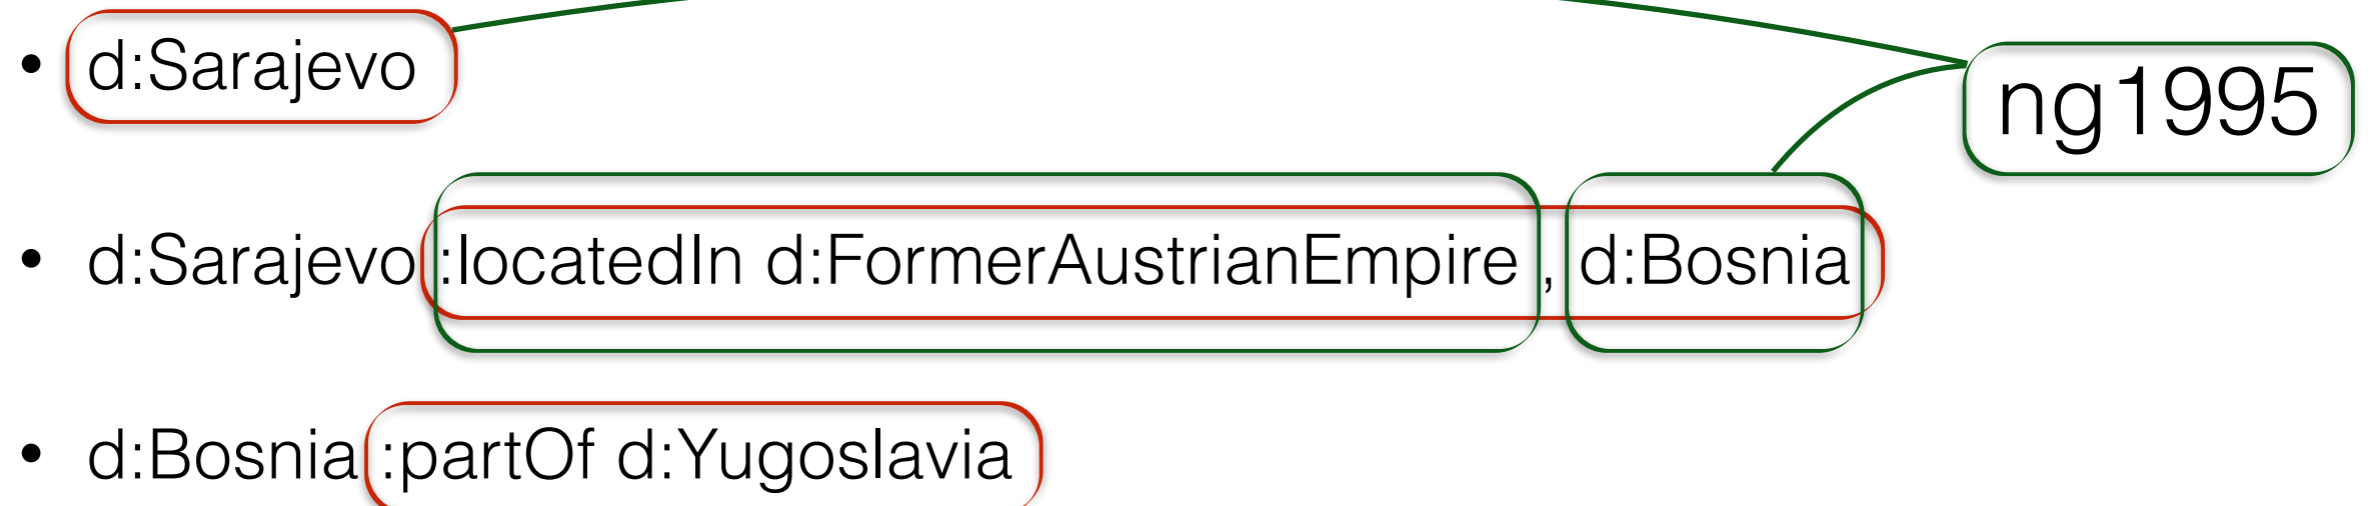 • d:Sarajevo
ng1995
• d:Sarajevo :locatedIn d:FormerAustrianEmpire , d:Bosnia
• d:Bosnia :partOf d:Yugoslavia